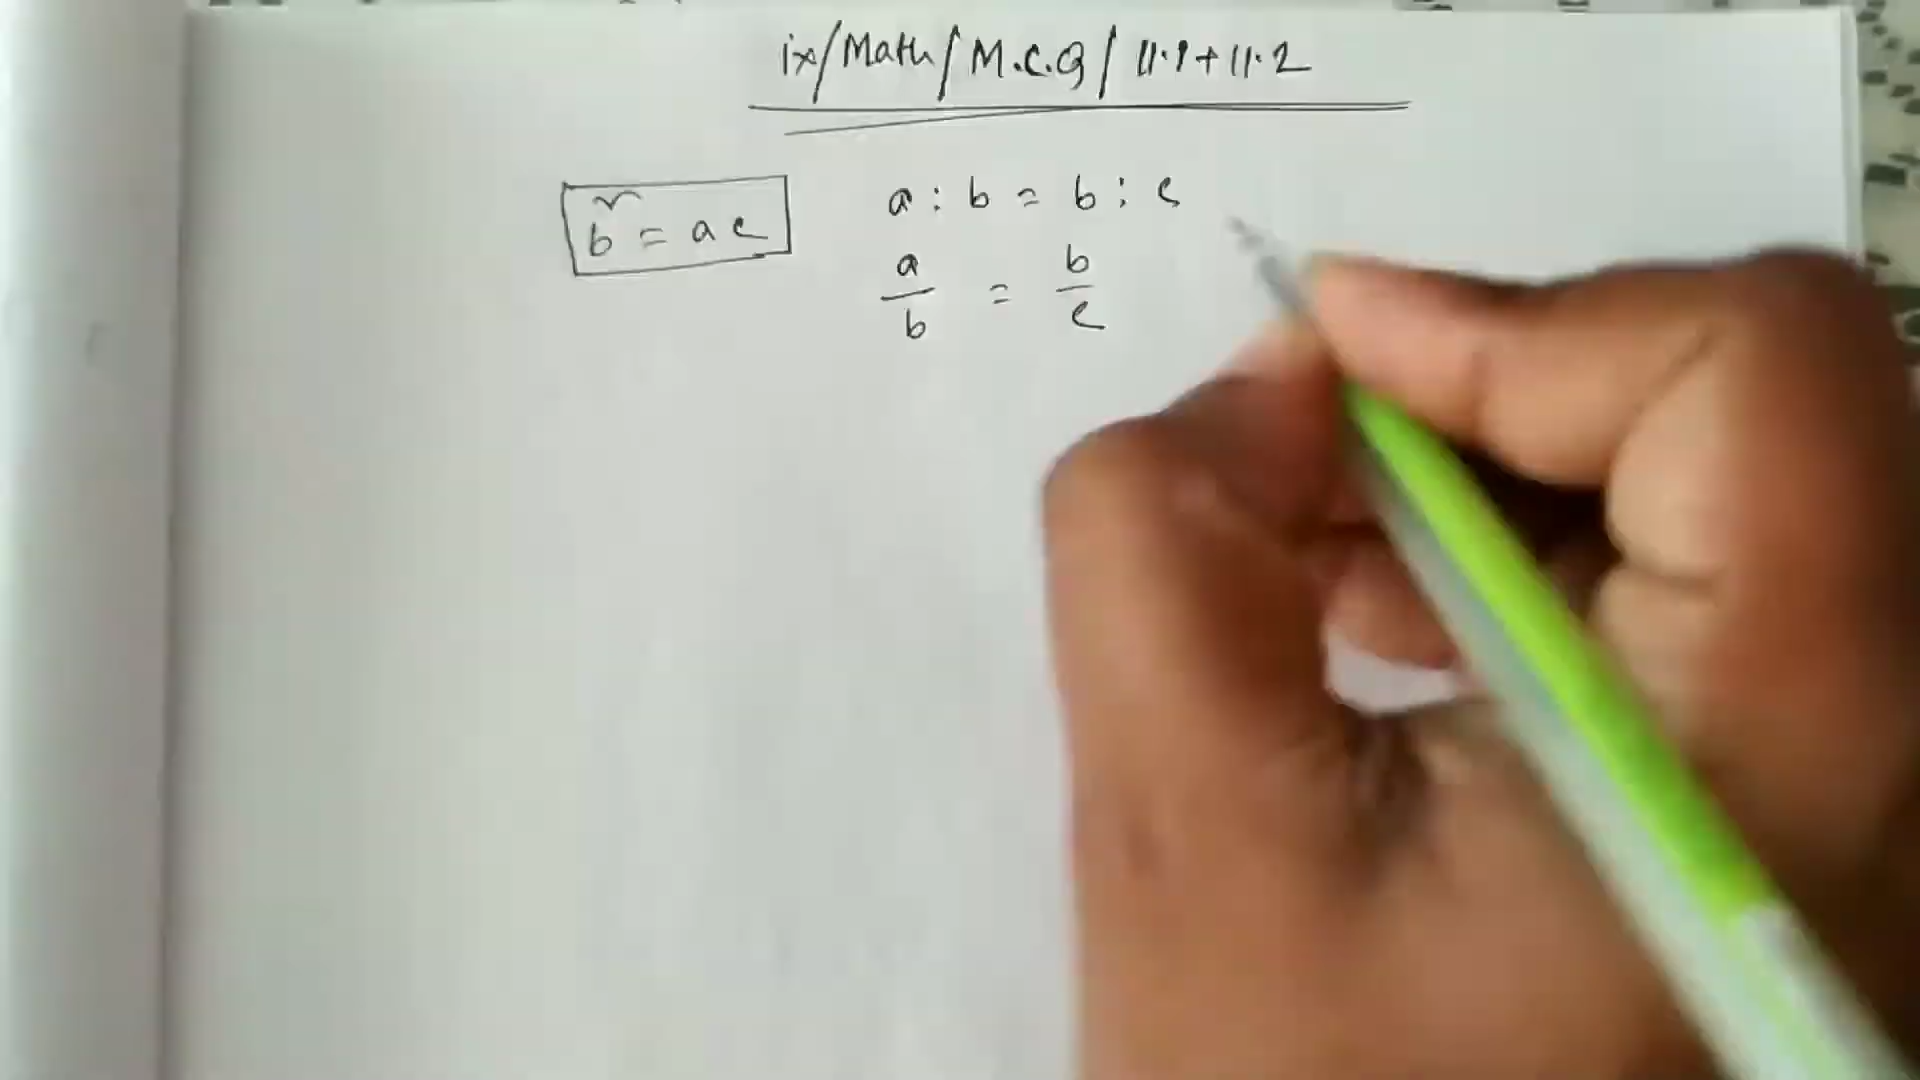 ix/Math/M.C.Q/11.1+11.2
b² = ac
a : b = b : c
a/b = b/c